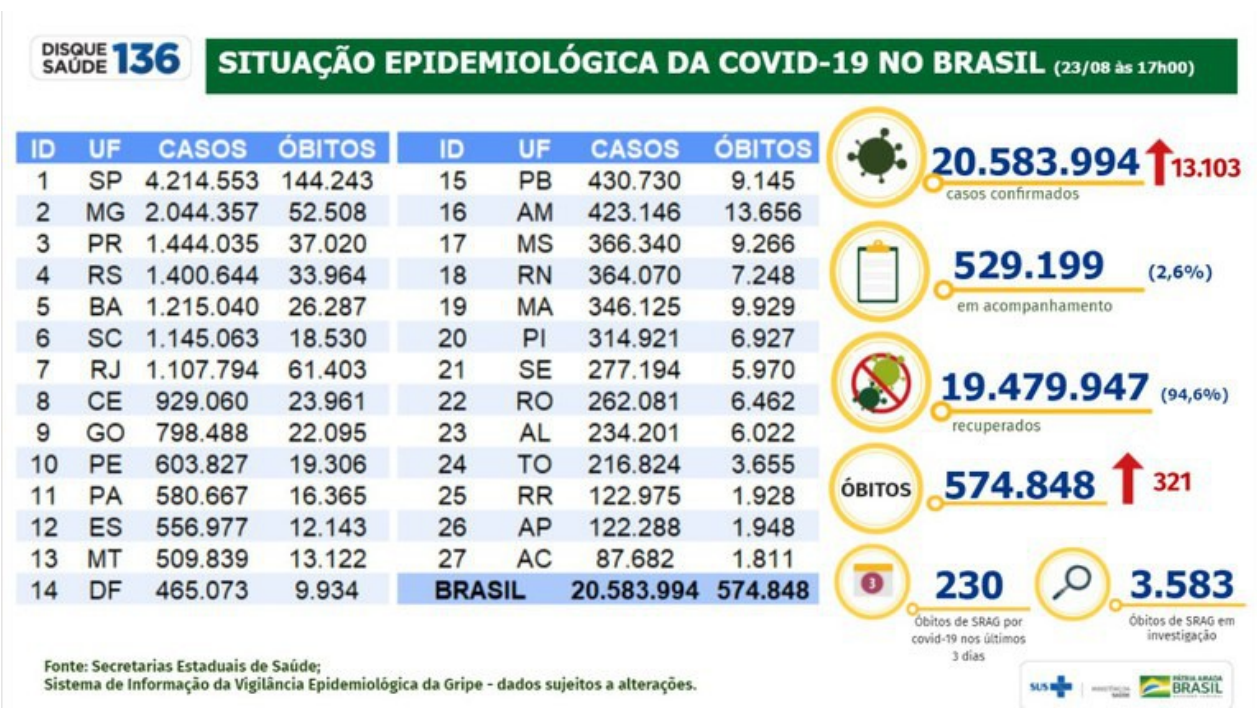 DISQUE
SAÚDE 136
SITUAÇÃO EPIDEMIOLÓGICA DA COVID-19 NO BRASIL (23/08 às 17h00)
ID UF CASOS ÓBITOS ID UF CASOS ÓBITOS
1 SP 4.214.553 144.243 15 PB 430.730 9.145
2 MG 2.044.357 52.508 16 AM 423.146 13.656
3 PR 1.444.035 37.020 17 MS 366.340 9.266
4 RS 1.400.644 33.964 18 RN 364.070 7.248
5 BA 1.215.040 26.287 19 MA 346.125 9.929
6 SC 1.145.063 18.530 20 PI 314.921 6.927
7 RJ 1.107.794 61.403 21 SE 277.194 5.970
8 CE 929.060 23.961 22 RO 262.081 6.462
9 GO 798.488 22.095 23 AL 234.201 6.022
10 PE 603.827 19.306 24 TO 216.824 3.655
11 PA 580.667 16.365 25 RR 122.975 1.928
12 ES 556.977 12.143 26 AP 122.288 1.948
13 MT 509.839 13.122 27 AC 87.682 1.811
14 DF 465.073 9.934 BRASIL 20.583.994 574.848
20.583.994 13.103
casos confirmados
529.199 (2,6%)
em acompanhamento
19.479.947 (94,6%)
recuperados
ÓBITOS 574.848 321
3 230
Óbitos de SRAG por
covid-19 nos últimos
3 dias
3.583
Óbitos de SRAG em
investigação
Fonte: Secretarias Estaduais de Saúde;
Sistema de Informação da Vigilância Epidemiológica da Gripe - dados sujeitos a alterações.
SUS
MINISTÉRIO DA
SAÚDE
PÁTRIA AMADA
BRASIL